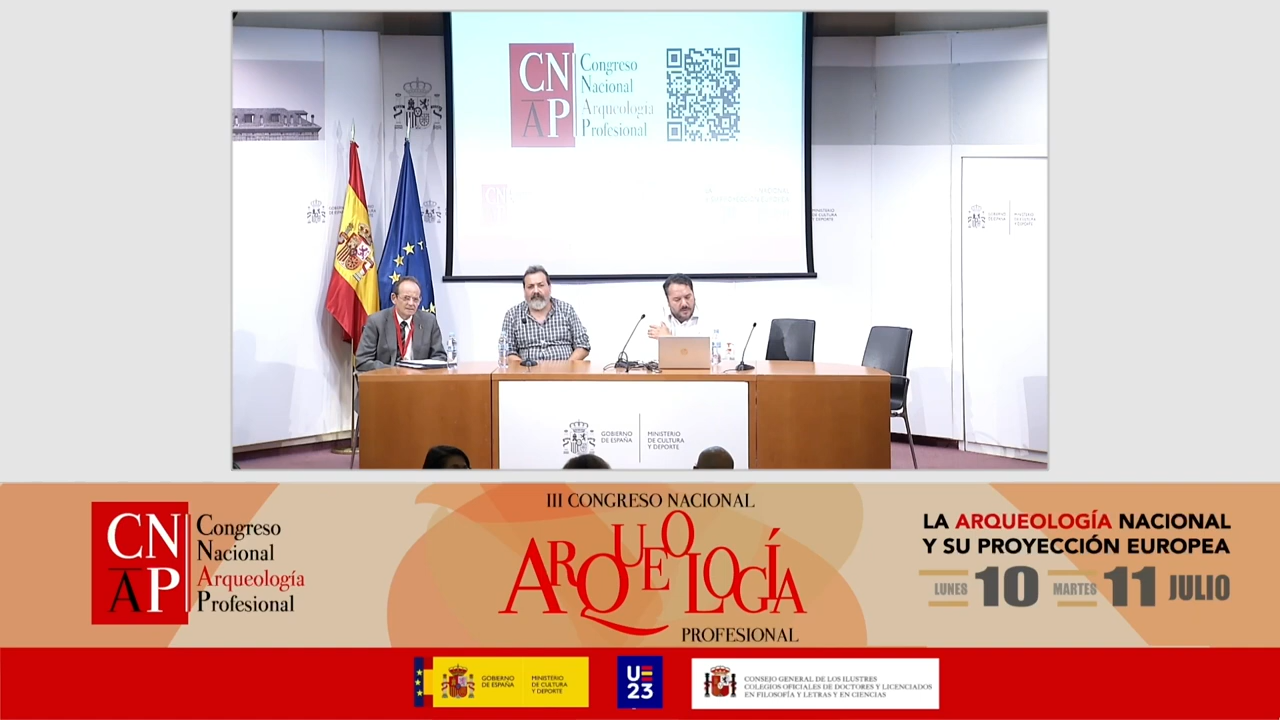 CN
AP
Congreso
Nacional
Arqueología
Profesional
GOBIERNO
DE ESPAÑA
MINISTERIO
DE CULTURA
Y DEPORTE
CN
AP
Congreso
Nacional
Arqueología
Profesional
III CONGRESO NACIONAL
ARQUEOLOGÍA
PROFESIONAL
LA ARQUEOLOGÍA NACIONAL
Y SU PROYECCIÓN EUROPEA
LUNES 10 MARTES 11 JULIO
GOBIERNO
DE ESPAÑA
MINISTERIO
DE CULTURA
Y DEPORTE
UE
23
CONSEJO GENERAL DE LOS ILUSTRES
COLEGIOS OFICIALES DE DOCTORES Y LICENCIADOS
EN FILOSOFÍA Y LETRAS Y EN CIENCIAS